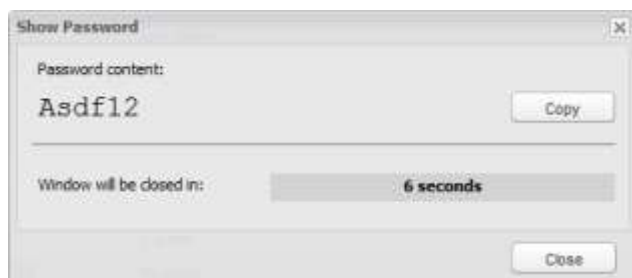 Show Password
Password content:
Asdf12
Copy
Window will be closed in:
6 seconds
Close